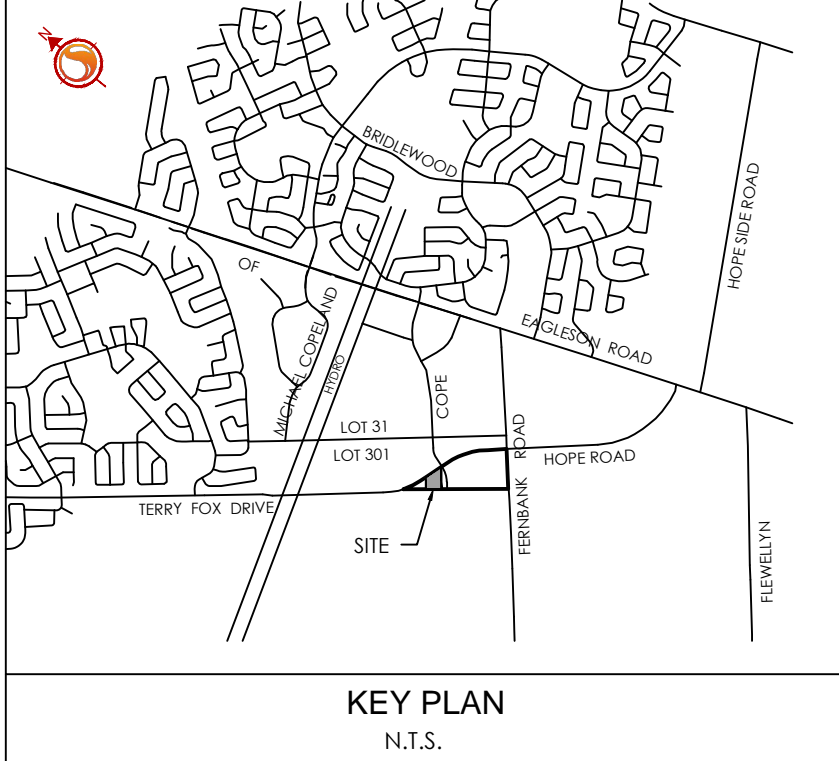 N
BRIDLEWOOD
HOPE SIDE ROAD
OF
MICHAEL COPELAND
HYDRO
EAGLESON ROAD
COPE
LOT 31
LOT 301
FERNBANK ROAD
HOPE ROAD
TERRY FOX DRIVE
SITE
FLEWELLYN
KEY PLAN
N.T.S.